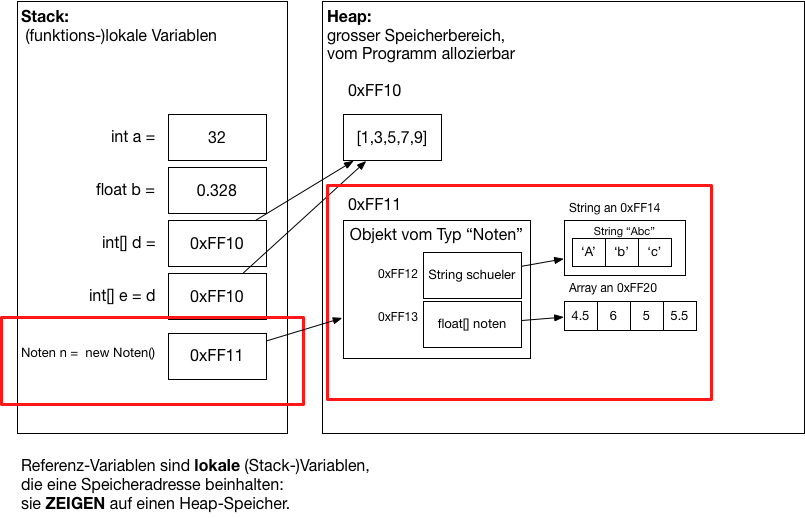 Stack:
(funktions-)lokale Variablen
int a =
32
float b =
0.328
int[] d =
0xFF10
int[] e = d
0xFF10
Noten n =  new Noten()
0xFF11
Heap:
grosser Speicherbereich,
vom Programm allozierbar
0xFF10
[1,3,5,7,9]
0xFF11
Objekt vom Typ “Noten”
0xFF12
String schueler
0xFF13
float[] noten
String an 0xFF14
String “Abc”
‘A’ ‘b’ ‘c’
Array an 0xFF20
4.5 6 5 5.5
Referenz-Variablen sind lokale (Stack-)Variablen,
die eine Speicheradresse beinhalten:
sie ZEIGEN auf einen Heap-Speicher.